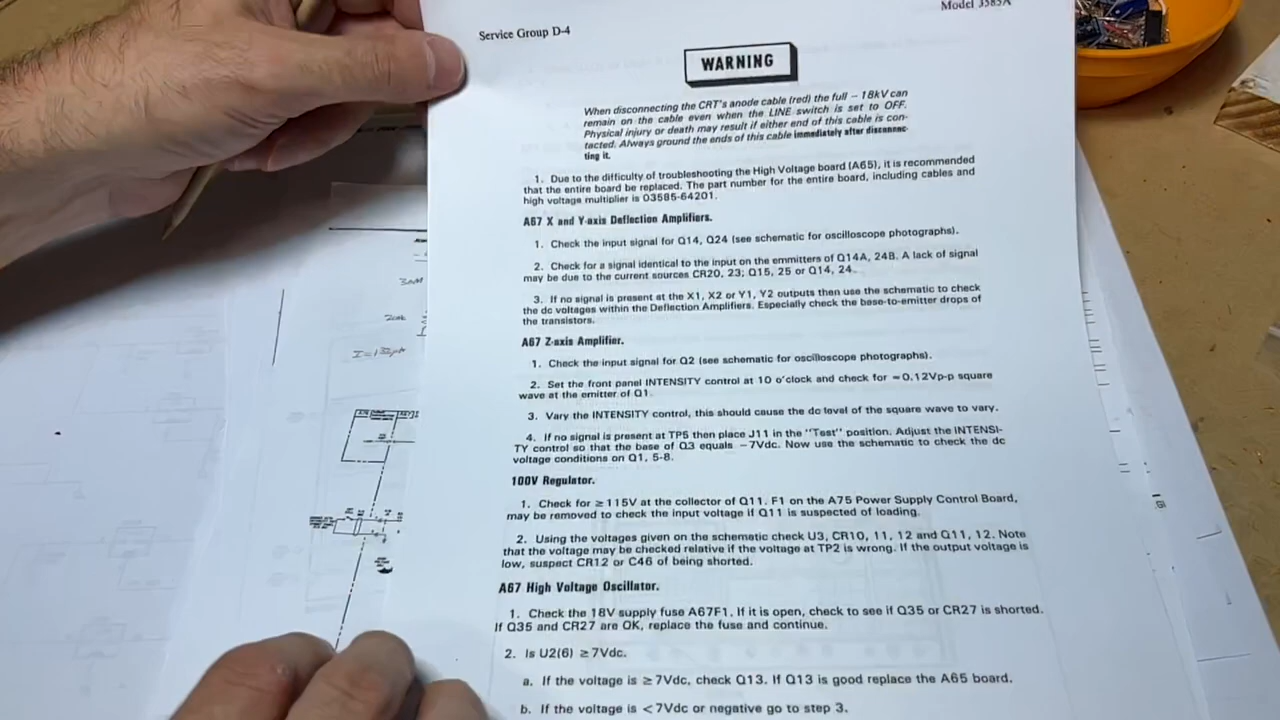 Service Group D-4
Model 3585A
WARNING
When disconnecting the CRT's anode cable (red) the full – 18kV can
remain on the cable even when the LINE switch is set to OFF.
Physical injury or death may result if either end of this cable is con-
tacted. Always ground the ends of this cable immediately after disconnec-
ting it.
1. Due to the difficulty of troubleshooting the High Voltage board (A65), it is recommended
that the entire board be replaced. The part number for the entire board, including cables and
high voltage multiplier is 03585-64201.
A67 X and Y-axis Deflection Amplifiers.
1. Check the input signal for Q14, Q24 (see schematic for oscilloscope photographs).
2. Check for a signal identical to the input on the emmitters of Q14A, 24B. A lack of signal
may be due to the current sources CR20, 23; Q15, 25 or Q14, 24.
3. If no signal is present at the X1, X2 or Y1, Y2 outputs then use the schematic to check
the dc voltages within the Deflection Amplifiers. Especially check the base-to-emitter drops of
the transistors.
A67 Z-axis Amplifier.
1. Check the input signal for Q2 (see schematic for oscilloscope photographs).
2. Set the front panel INTENSITY control at 10 o'clock and check for ≈0.12Vp-p square
wave at the emitter of Q1.
3. Vary the INTENSITY control, this should cause the dc level of the square wave to vary.
4. If no signal is present at TP5 then place J11 in the "Test" position. Adjust the INTENSI-
TY control so that the base of Q3 equals –7Vdc. Now use the schematic to check the dc
voltage conditions on Q1, 5-8.
100V Regulator.
1. Check for ≥115V at the collector of Q11. F1 on the A75 Power Supply Control Board,
may be removed to check the input voltage if Q11 is suspected of loading.
2. Using the voltages given on the schematic check U3, CR10, 11, 12 and Q11, 12. Note
that the voltage may be checked relative if the voltage at TP2 is wrong. If the output voltage is
low, suspect CR12 or C46 of being shorted.
A67 High Voltage Oscillator.
1. Check the 18V supply fuse A67F1. If it is open, check to see if Q35 or CR27 is shorted.
If Q35 and CR27 are OK, replace the fuse and continue.
2. Is U2(6) ≥7Vdc.
a. If the voltage is ≥7Vdc, check Q13. If Q13 is good replace the A65 board.
b. If the voltage is <7Vdc or negative go to step 3.